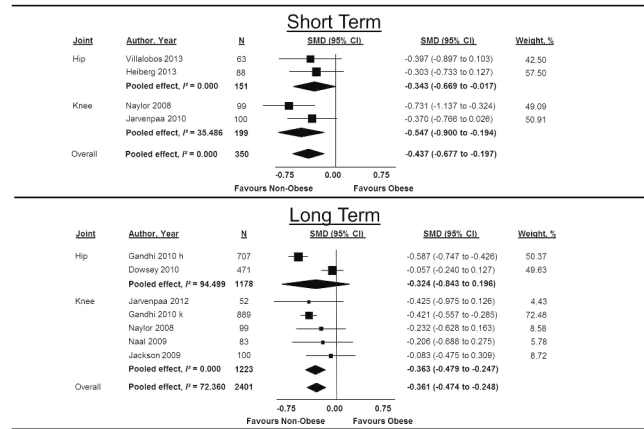 Short Term
Joint Author, Year N SMD (95% CI) SMD (95% CI) Weight, %
Hip Villalobos 2013 63 -0.397 (-0.897 to 0.103) 42.50
Heiberg 2013 88 -0.303 (-0.733 to 0.127) 57.50
Pooled effect, I² = 0.000 151 -0.343 (-0.669 to -0.017)
Knee Naylor 2008 99 -0.731 (-1.137 to -0.324) 49.09
Jarvenpaa 2010 100 -0.370 (-0.766 to 0.026) 50.91
Pooled effect, I² = 35.486 199 -0.547 (-0.900 to -0.194)
Overall Pooled effect, I² = 0.000 350 -0.437 (-0.677 to -0.197)
-0.75 0.00 0.75
Favours Non-Obese Favours Obese
Long Term
Joint Author, Year N SMD (95% CI) SMD (95% CI) Weight, %
Hip Gandhi 2010 h 707 -0.587 (-0.747 to -0.426) 50.37
Dowsey 2010 471 -0.057 (-0.240 to 0.127) 49.63
Pooled effect, I² = 94.499 1178 -0.324 (-0.843 to 0.196)
Knee Jarvenpaa 2012 52 -0.425 (-0.975 to 0.126) 4.43
Gandhi 2010 k 889 -0.421 (-0.557 to -0.285) 72.48
Naylor 2008 99 -0.232 (-0.628 to 0.163) 8.58
Naal 2009 83 -0.206 (-0.688 to 0.275) 5.78
Jackson 2009 100 -0.083 (-0.475 to 0.309) 8.72
Pooled effect, I² = 0.000 1223 -0.363 (-0.479 to -0.247)
Overall Pooled effect, I² = 72.360 2401 -0.361 (-0.474 to -0.248)
-0.75 0.00 0.75
Favours Non-Obese Favours Obese